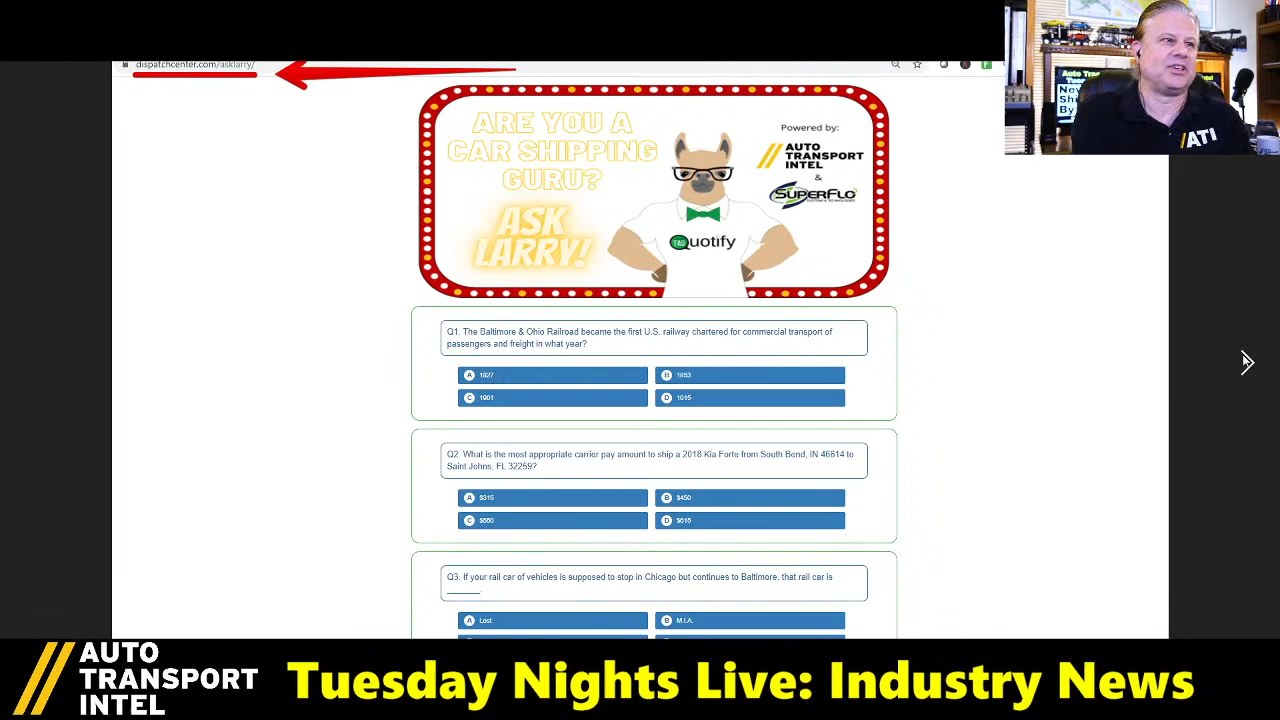 dispatchcenter.com/asklarry/
ARE YOU A
CAR SHIPPING
GURU?
ASK
LARRY!
Powered by:
AUTO
TRANSPORT
INTEL
&
SUPERFLO
TAQ Quotify
Q1. The Baltimore & Ohio Railroad became the first U.S. railway chartered for commercial transport of
passengers and freight in what year?
A 1827
B 1853
C 1901
D 1815
Q2. What is the most appropriate carrier pay amount to ship a 2018 Kia Forte from South Bend, IN 46614 to
Saint Johns, FL 32259?
A $315
B $450
C $550
D $615
Q3. If your rail car of vehicles is supposed to stop in Chicago but continues to Baltimore, that rail car is
______.
A Lost
B M.I.A.
ATI
AUTO
TRANSPORT
INTEL
Tuesday Nights Live: Industry News